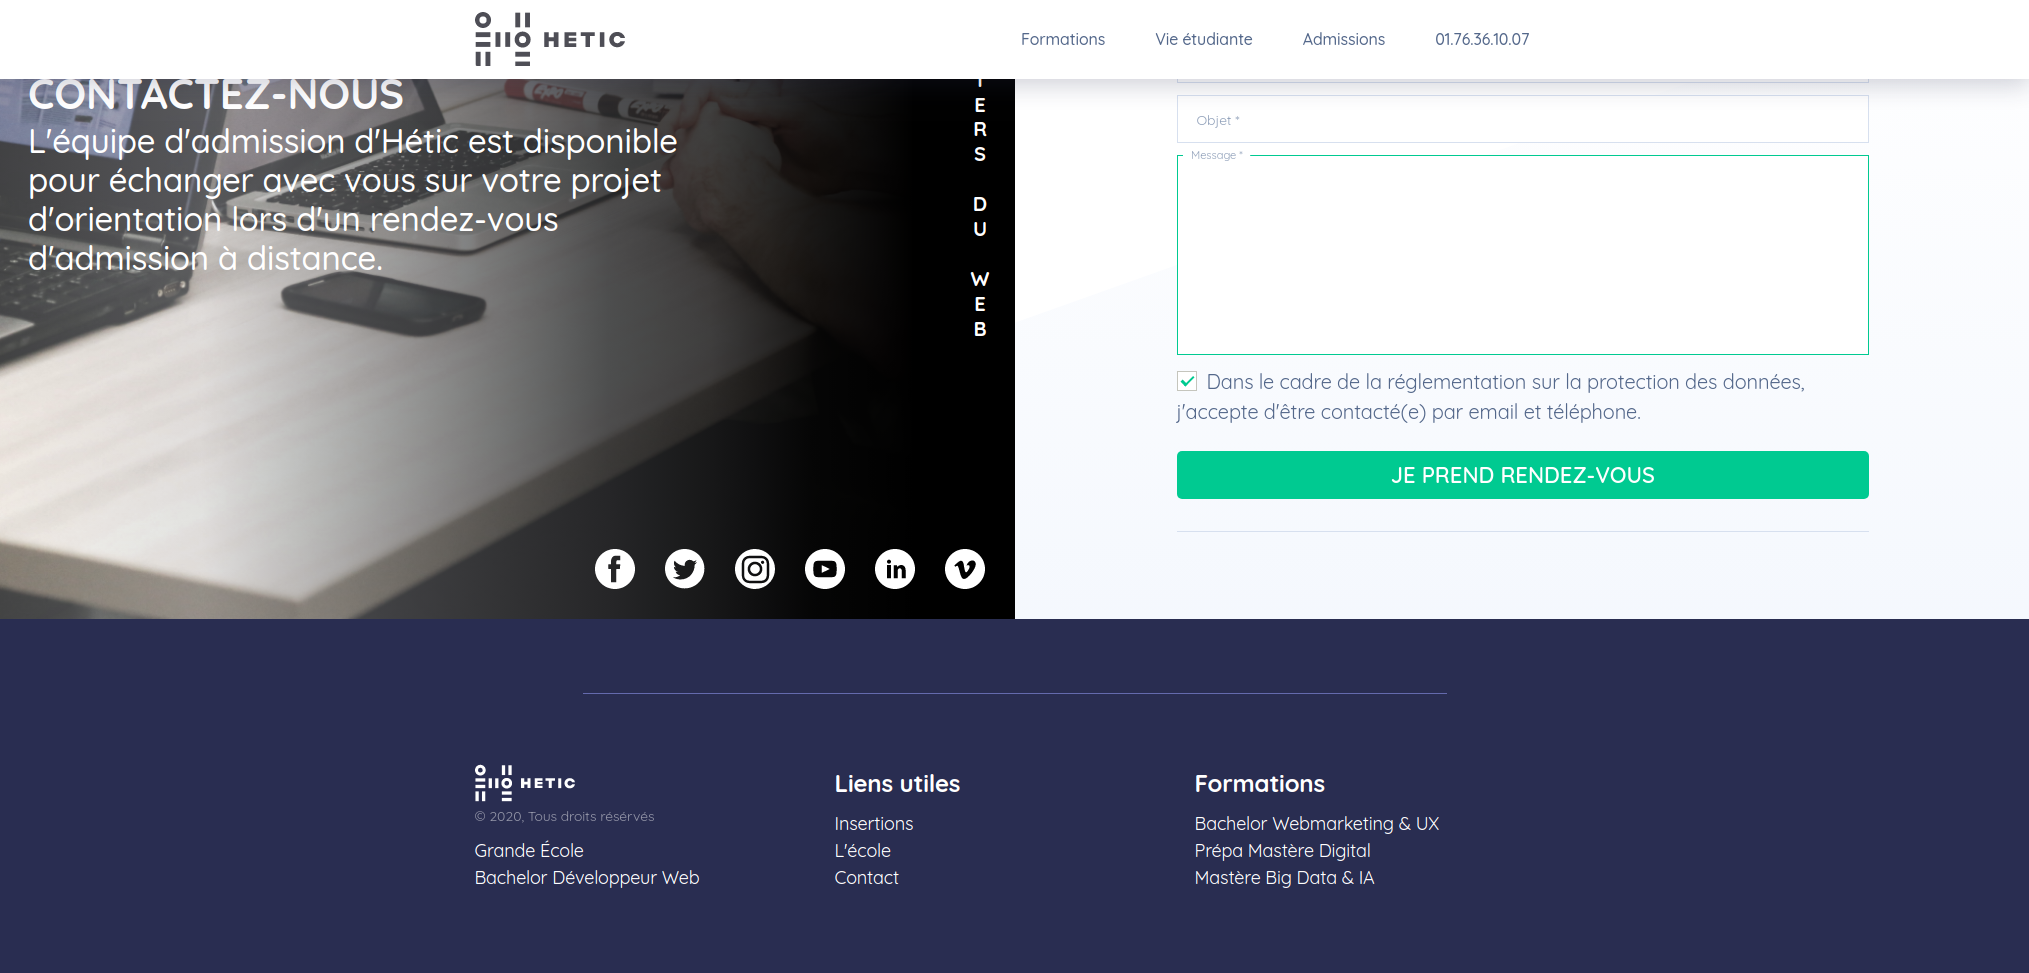 HETIC
Formations
Vie étudiante
Admissions
01.76.36.10.07
CONTACTEZ-NOUS
L'équipe d'admission d'Hétic est disponible
pour échanger avec vous sur votre projet
d'orientation lors d'un rendez-vous
d'admission à distance.
T
E
R
S
D
U
W
E
B
Objet *
Message *
Dans le cadre de la réglementation sur la protection des données,
j'accepte d'être contacté(e) par email et téléphone.
JE PREND RENDEZ-VOUS
HETIC
© 2020, Tous droits résérvés
Grande École
Bachelor Développeur Web
Liens utiles
Insertions
L'école
Contact
Formations
Bachelor Webmarketing & UX
Prépa Mastère Digital
Mastère Big Data & IA